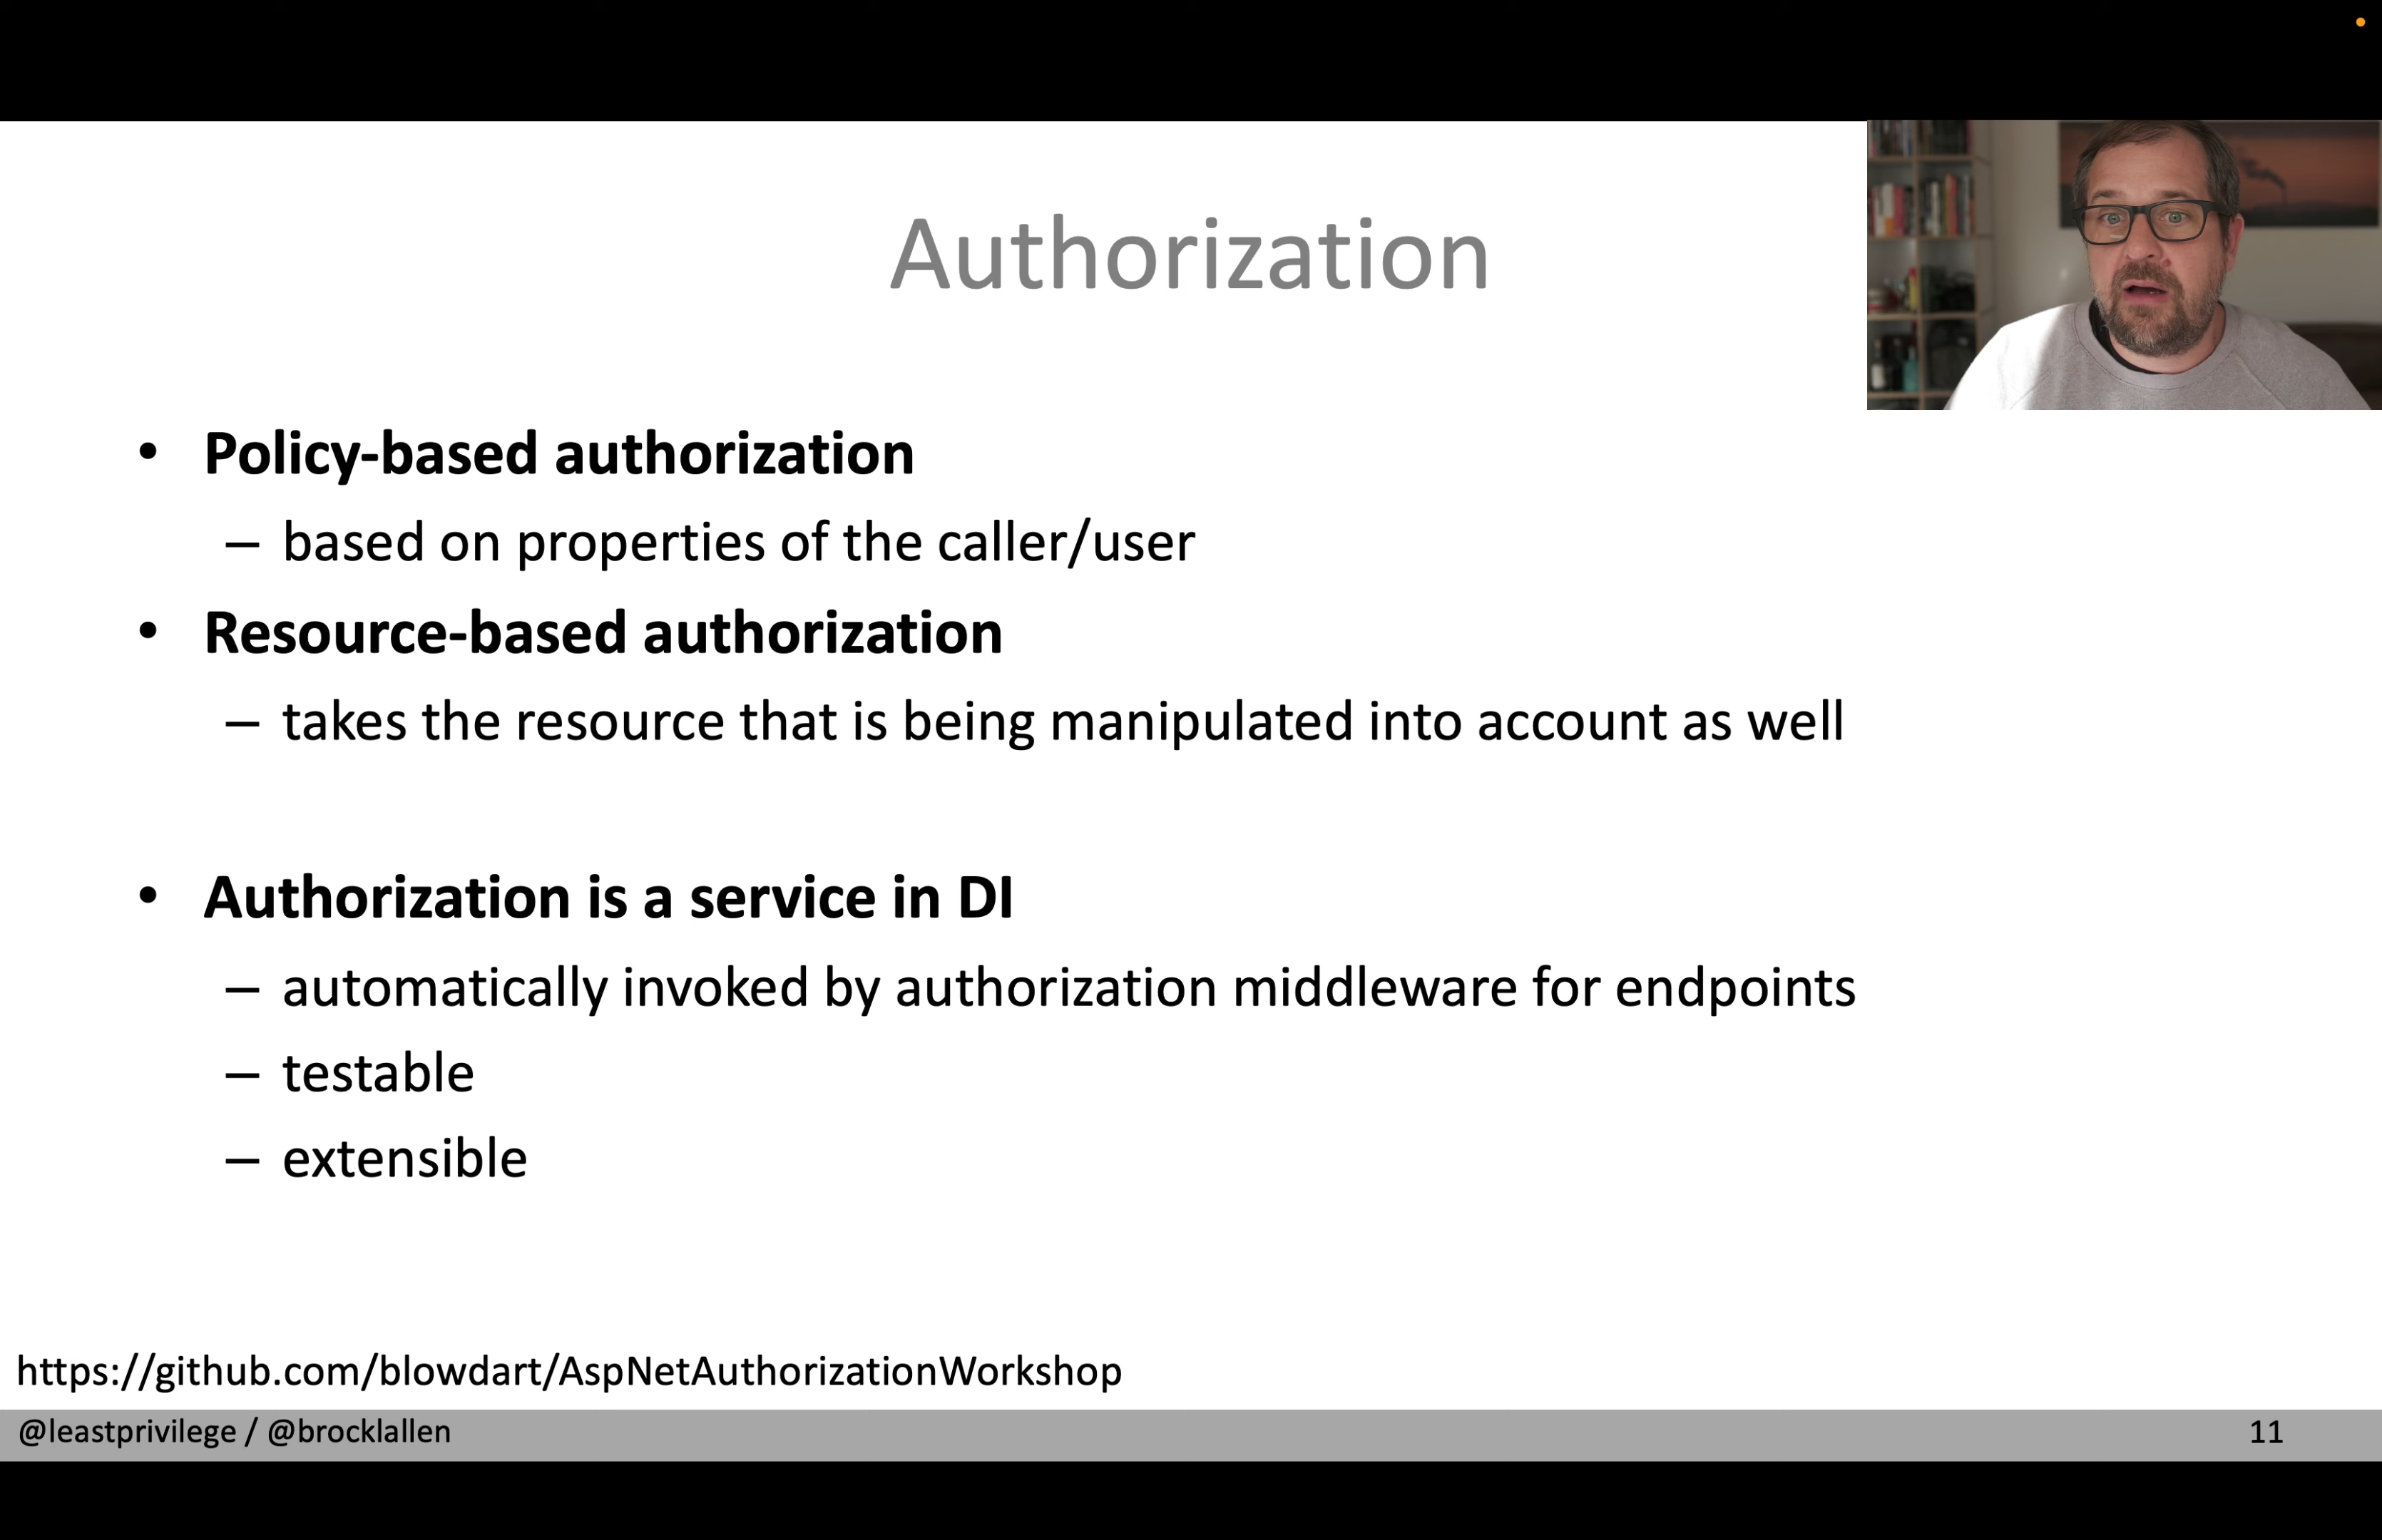 Authorization
• Policy-based authorization
– based on properties of the caller/user
• Resource-based authorization
– takes the resource that is being manipulated into account as well
• Authorization is a service in DI
– automatically invoked by authorization middleware for endpoints
– testable
– extensible
https://github.com/blowdart/AspNetAuthorizationWorkshop
@leastprivilege / @brocklallen
11